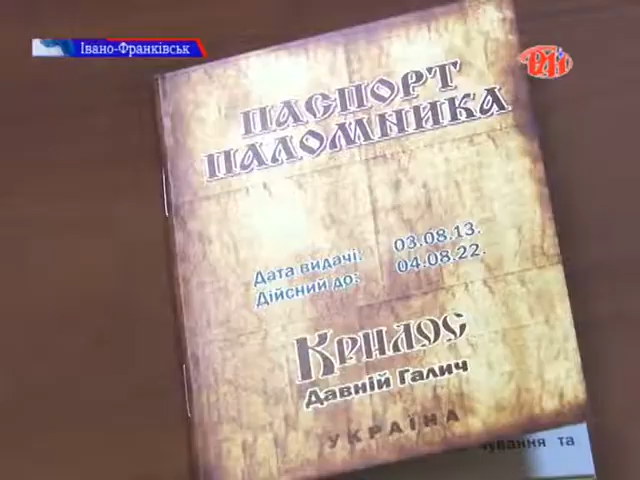 Івано-Франківськ
ПАСПОРТ
ПАЛОМНИКА
Дата видачі: 03.08.13.
Дійсний до: 04.08.22.
Крилос
Давній Галич
УКРАЇНА
та